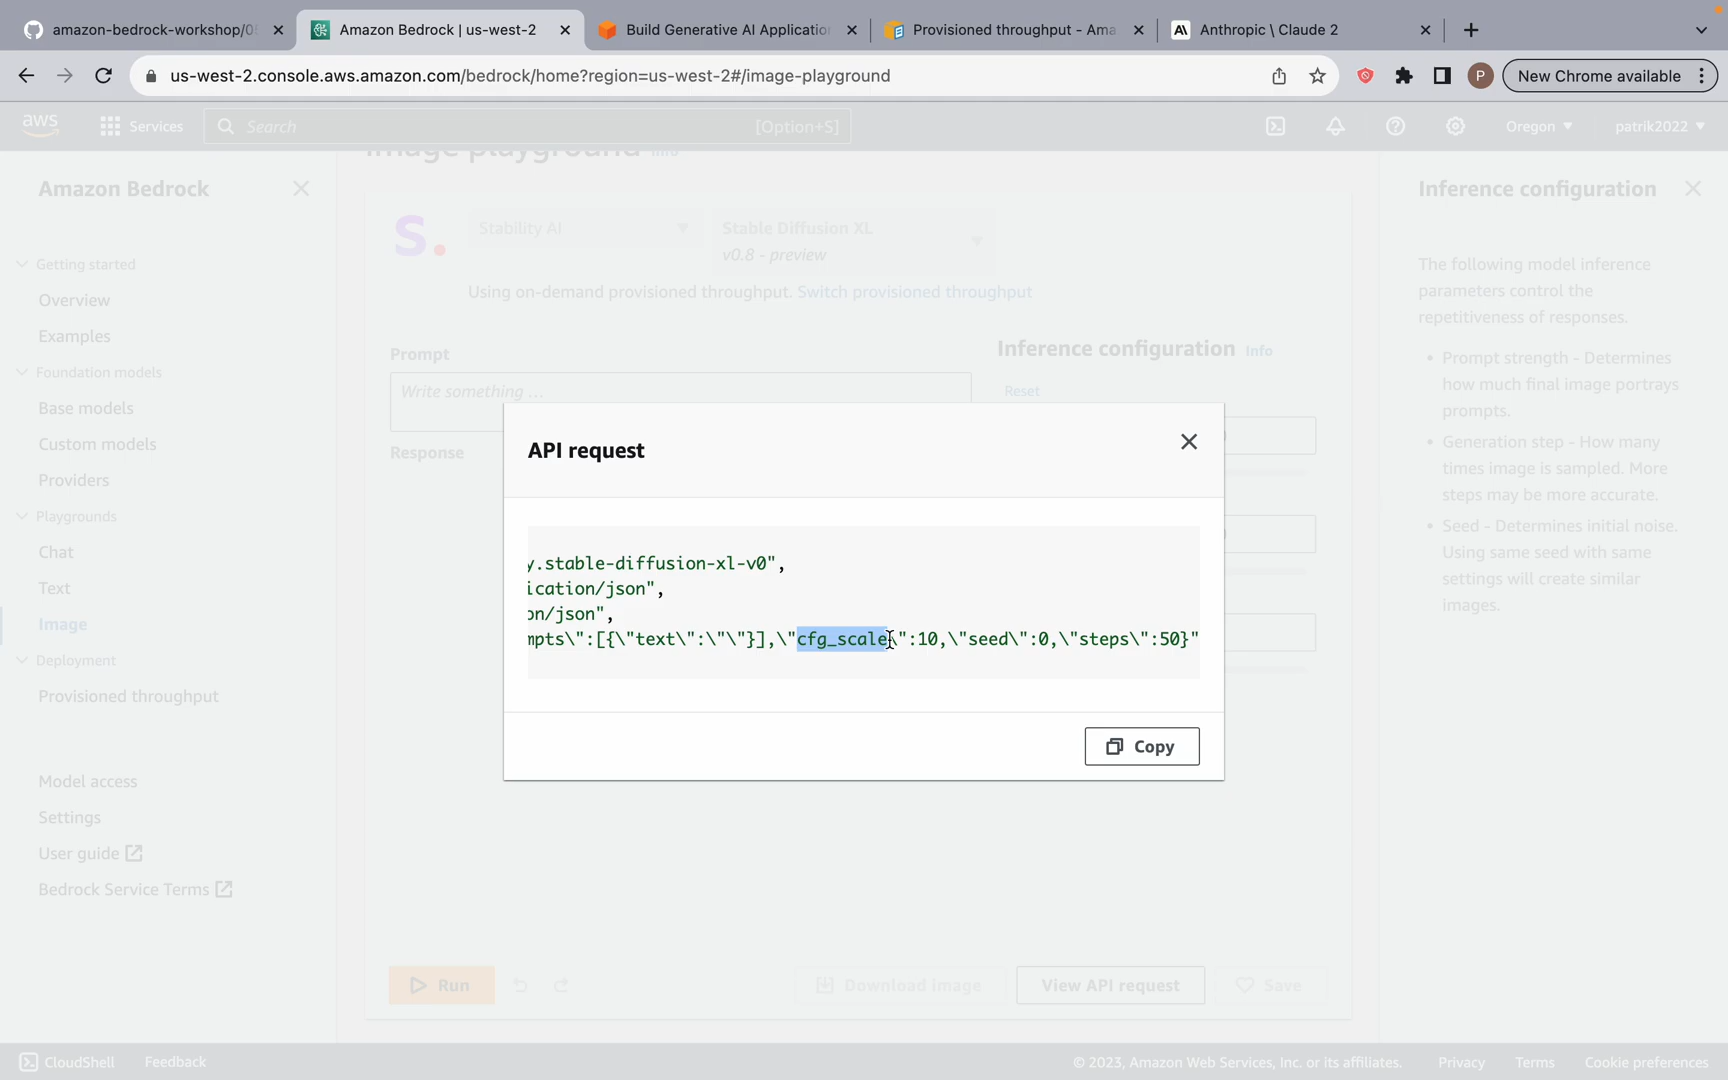 amazon-bedrock-workshop/05
Amazon Bedrock | us-west-2
Build Generative AI Application
Provisioned throughput - Ama
Anthropic \ Claude 2
us-west-2.console.aws.amazon.com/bedrock/home?region=us-west-2#/image-playground
P
New Chrome available
aws
Services
Search
[Option+S]
Oregon
patrik2022
Image playground Info
Amazon Bedrock
Getting started
Overview
Examples
Foundation models
Base models
Custom models
Providers
Playgrounds
Chat
Text
Image
Deployment
Provisioned throughput
Model access
Settings
User guide
Bedrock Service Terms
S.
Stability AI
Stable Diffusion XL
v0.8 - preview
Using on-demand provisioned throughput. Switch provisioned throughput
Prompt
Write something ...
Response
Inference configuration Info
Reset
API request
y.stable-diffusion-xl-v0",
ication/json",
on/json",
mpts\":[{\"text\":\"\"}],\"cfg_scale\":10,\"seed\":0,\"steps\":50}"
Copy
Run
Download image
View API request
Save
Inference configuration
The following model inference
parameters control the
repetitiveness of responses.
• Prompt strength - Determines
how much final image portrays
prompts.
• Generation step - How many
times image is sampled. More
steps may be more accurate.
• Seed - Determines initial noise.
Using same seed with same
settings will create similar
images.
CloudShell
Feedback
© 2023, Amazon Web Services, Inc. or its affiliates.
Privacy
Terms
Cookie preferences